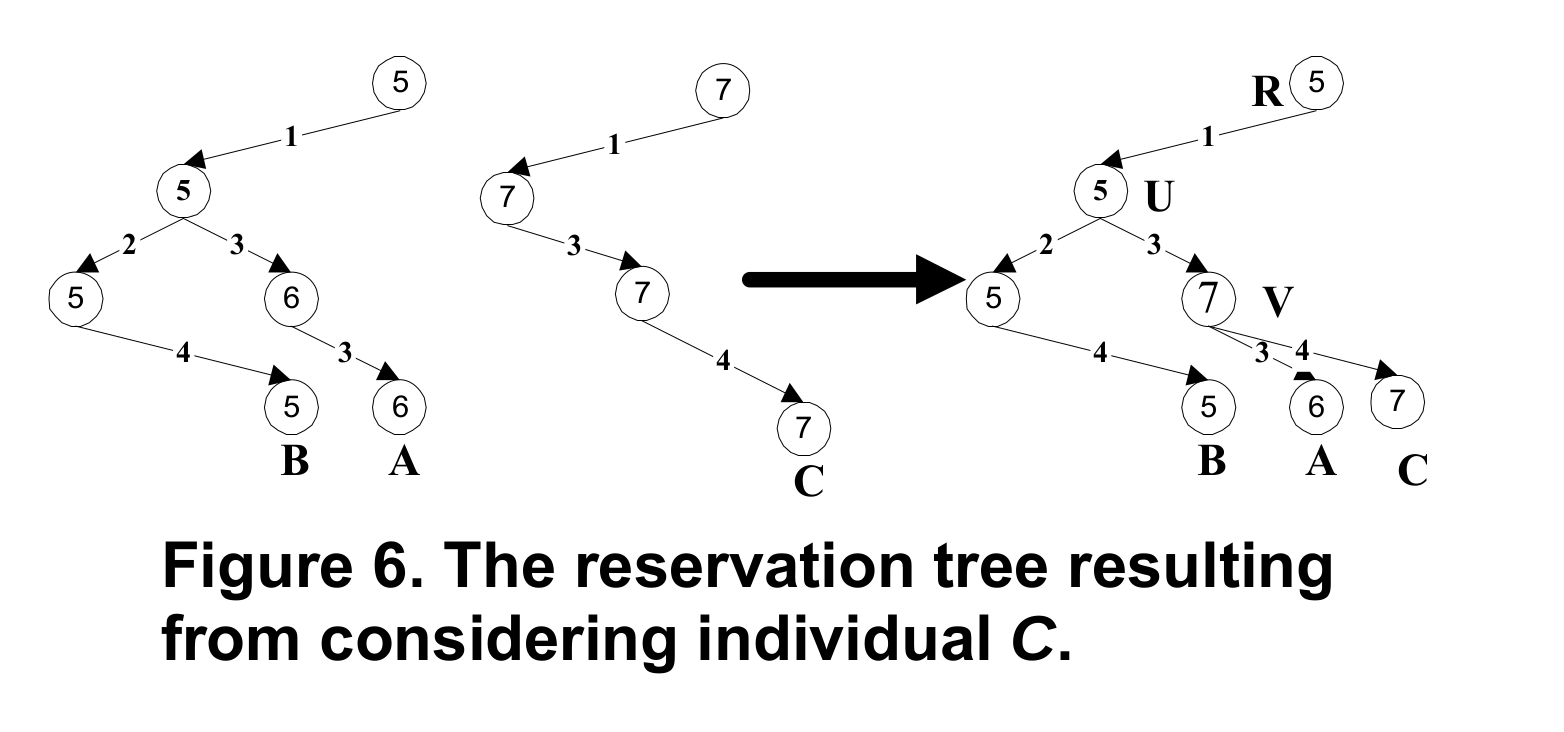 5 7 R 5
1 1 1
5 7 5 U
2 3 3 2 3
5 6 7 5 7 V
4 3 4 4 3 4
5 6 7 5 6 7
B A C B A C
Figure 6. The reservation tree resulting
from considering individual C.